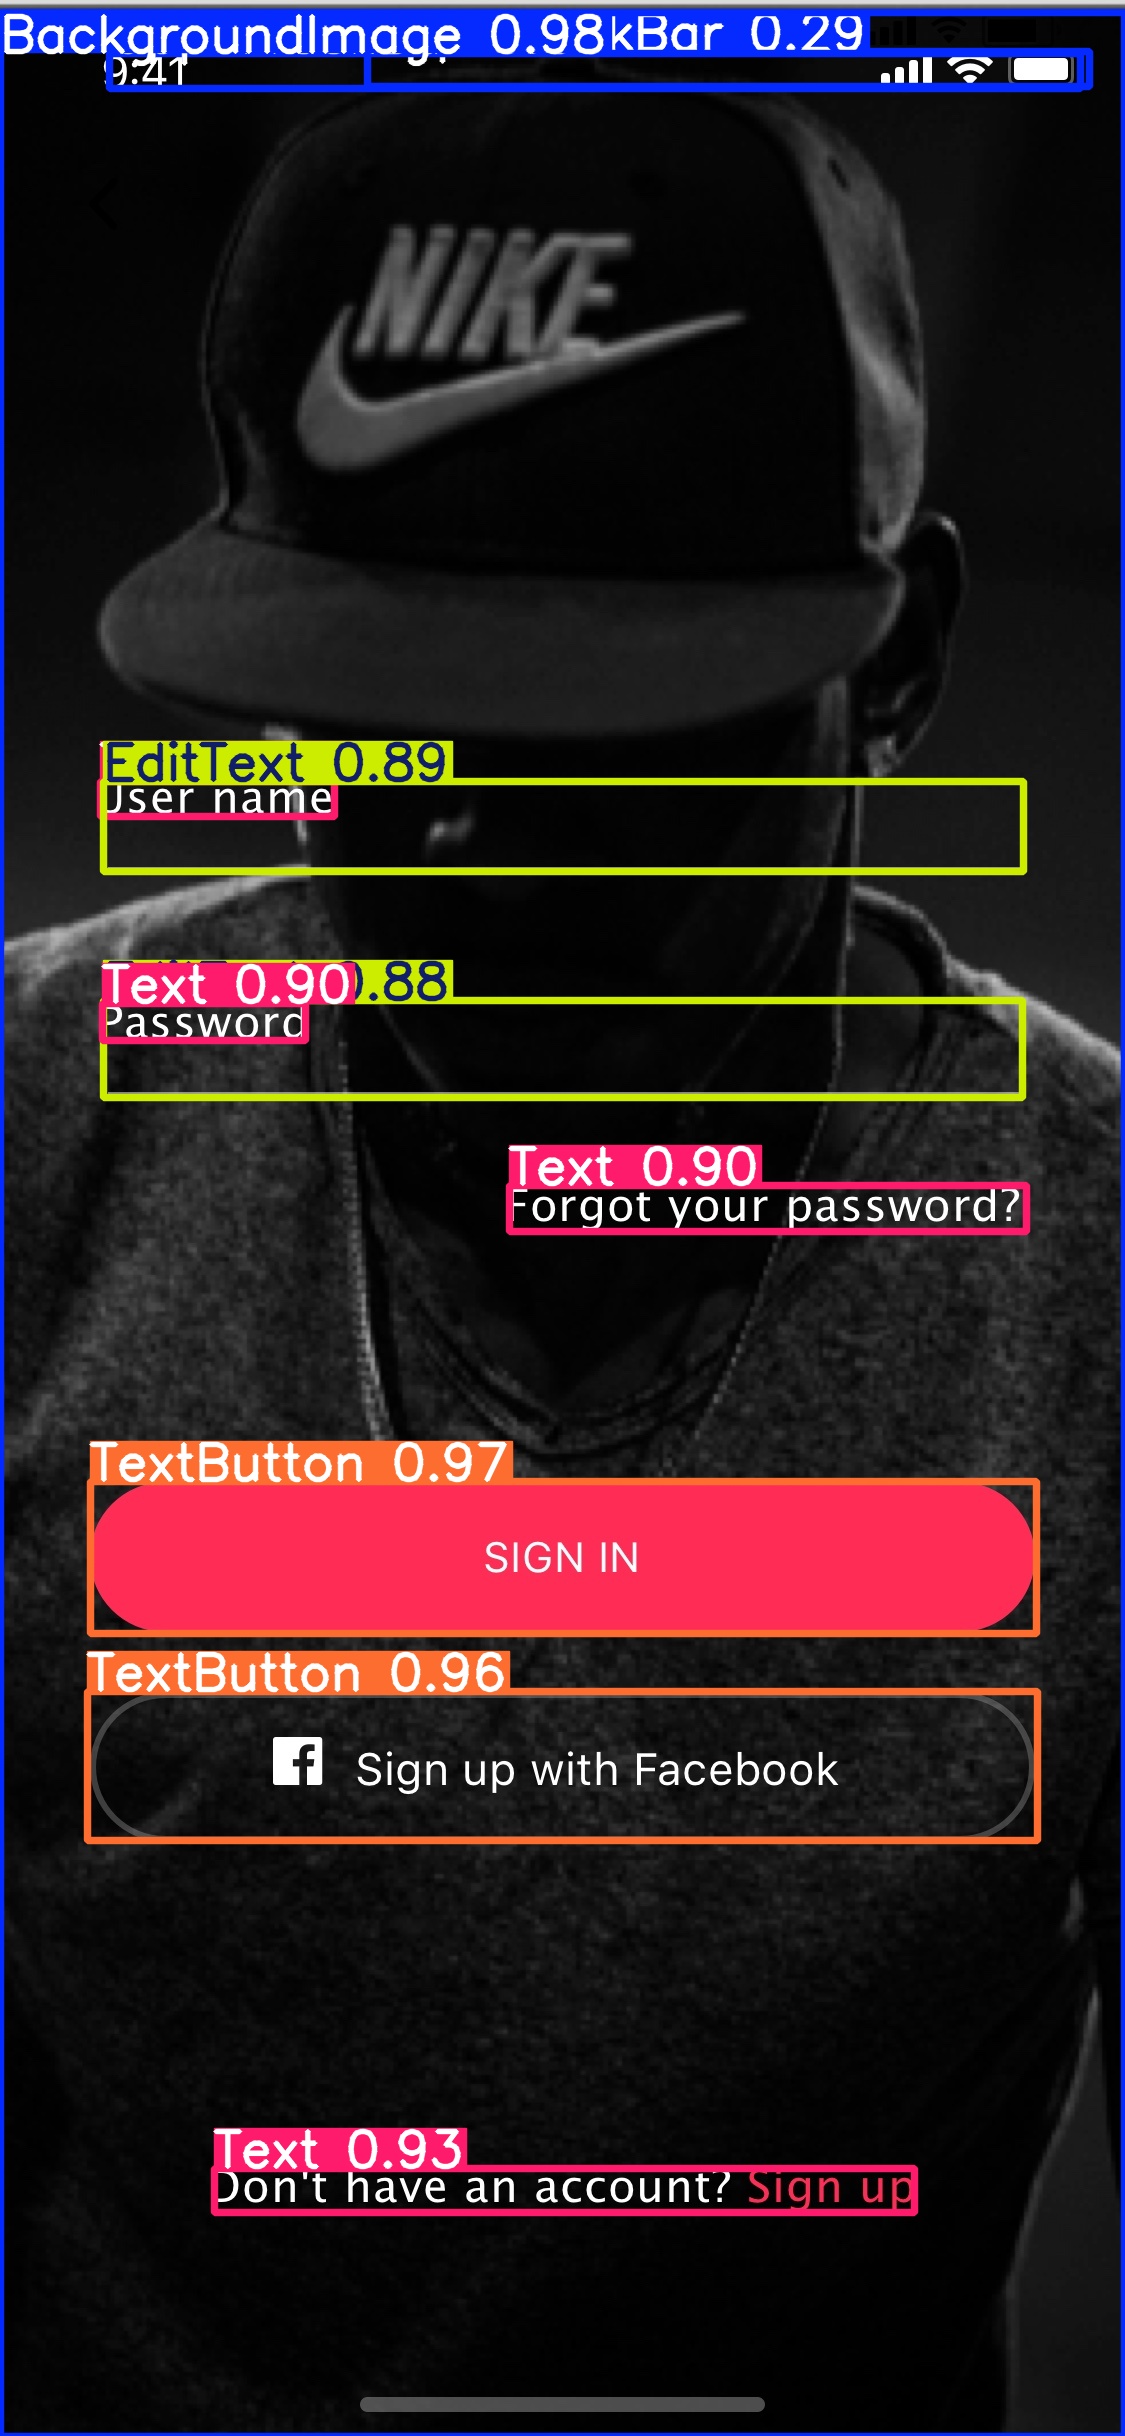 BackgroundImage 0.98kBar 0.29
9:41
NIKE
EditText 0.89
User name
Text 0.90 .88
Password
Text 0.90
Forgot your password?
TextButton 0.97
SIGN IN
TextButton 0.96
Sign up with Facebook
Text 0.93
Don't have an account? Sign up